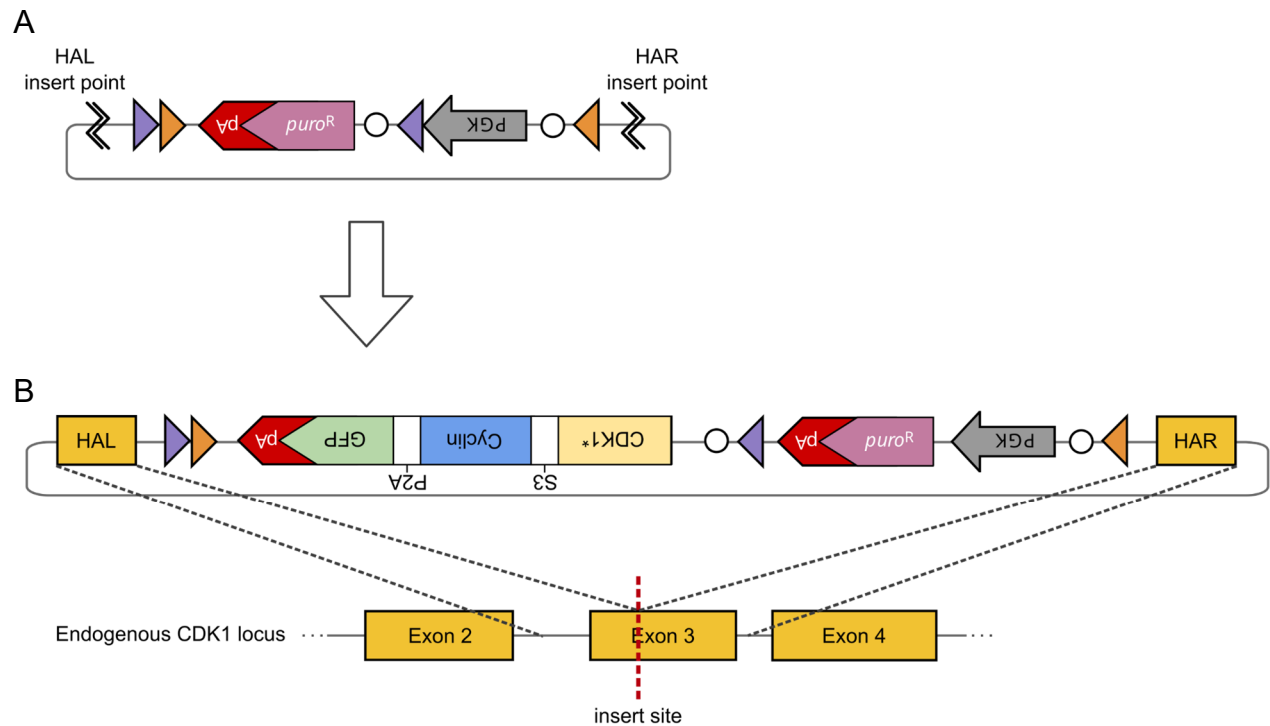 A
HAL
insert point
HAR
insert point
pA
puroR
PGK
B
HAL
pA
GFP
P2A
Cyclin
S3
CDK1*
pA
puroR
PGK
HAR
Endogenous CDK1 locus
Exon 2
Exon 3
Exon 4
insert site